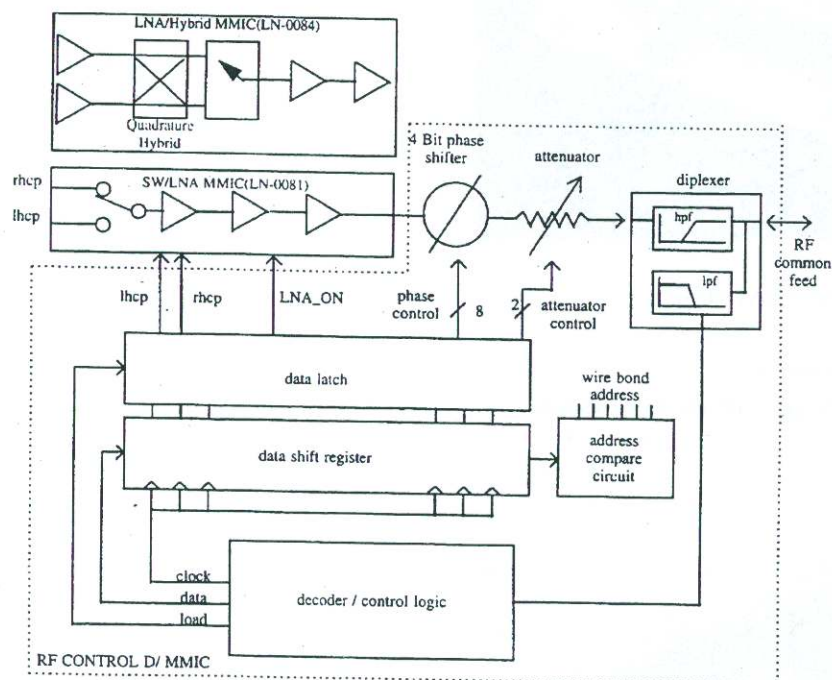 LNA/Hybrid MMIC(LN-0084)
Quadrature
Hybrid
4 Bit phase
shifter
attenuator
diplexer
SW/LNA MMIC(LN-0081)
rhcp
lhcp
hpf
lpf
RF
common
feed
lhcp
rhcp
LNA_ON
phase
control
8
2
attenuator
control
data latch
wire bond
address
data shift register
address
compare
circuit
clock
data
load
decoder / control logic
RF CONTROL D/ MMIC